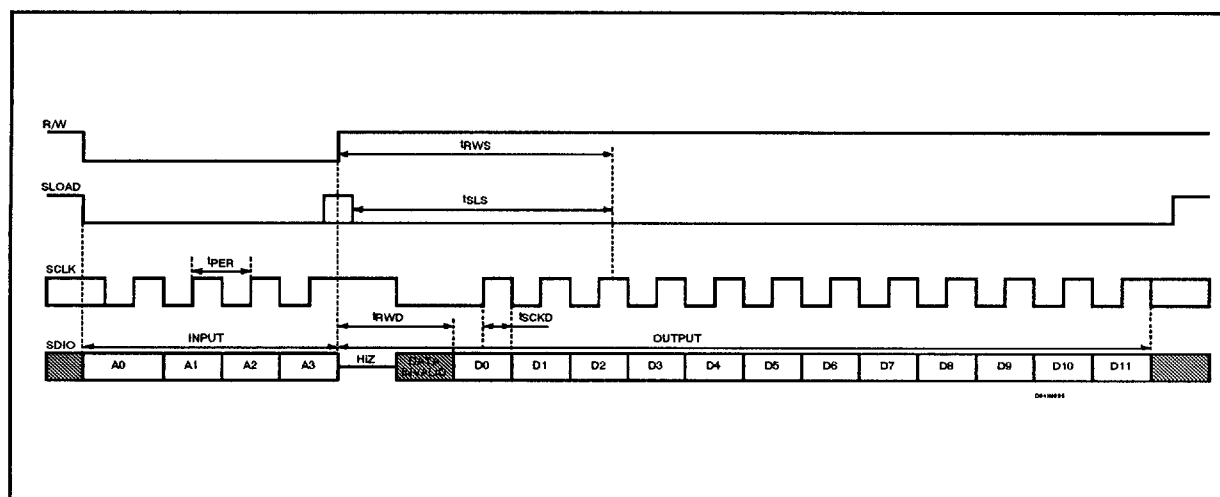 R/W
tRWS
SLOAD
tSLS
SCLK
tPER
tRWD
tSCKD
SDIO
INPUT
OUTPUT
A0 A1 A2 A3 HIZ DATA INVALID D0 D1 D2 D3 D4 D5 D6 D7 D8 D9 D10 D11